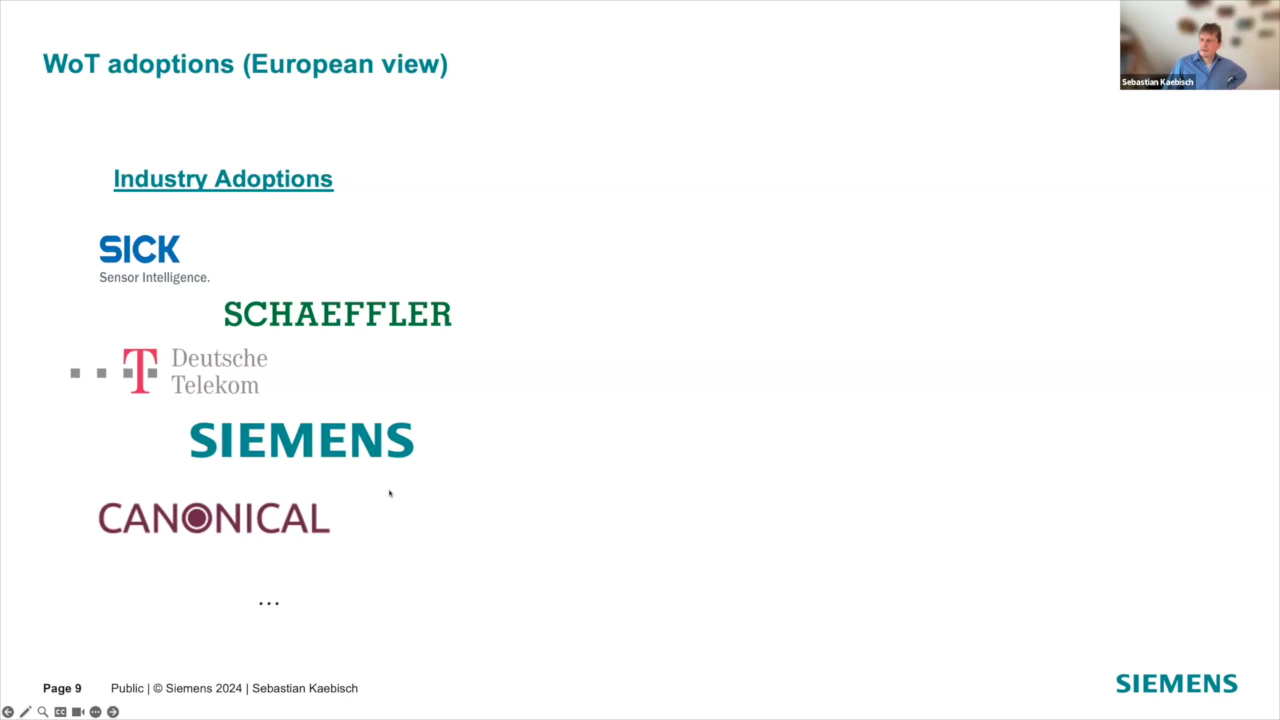 WoT adoptions (European view)
Sebastian Kaebisch
Industry Adoptions
SICK
Sensor Intelligence.
SCHAEFFLER
T Deutsche
Telekom
SIEMENS
CANONICAL
...
Page 9 Public | © Siemens 2024 | Sebastian Kaebisch
SIEMENS
CC